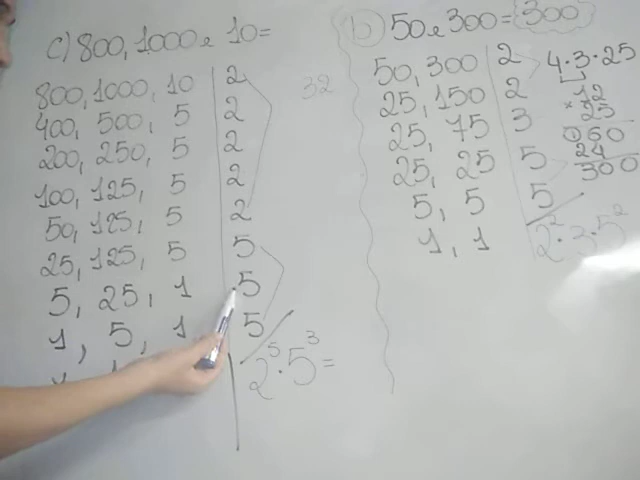 c) 800, 1000 e 10=
800, 1000, 10 | 2
400, 500, 5 | 2
200, 250, 5 | 2
100, 125, 5 | 2
50, 125, 5 | 2
25, 125, 5 | 5
5, 25, 1 | 5
1, 5, 1 | 5
2⁵·5³=
32
b) 50 e 300=300
50, 300 | 2
25, 150 | 2
25, 75 | 3
25, 25 | 5
5, 5 | 5
1, 1
2²·3·5²
4·3·25
12
×25
060
24
300